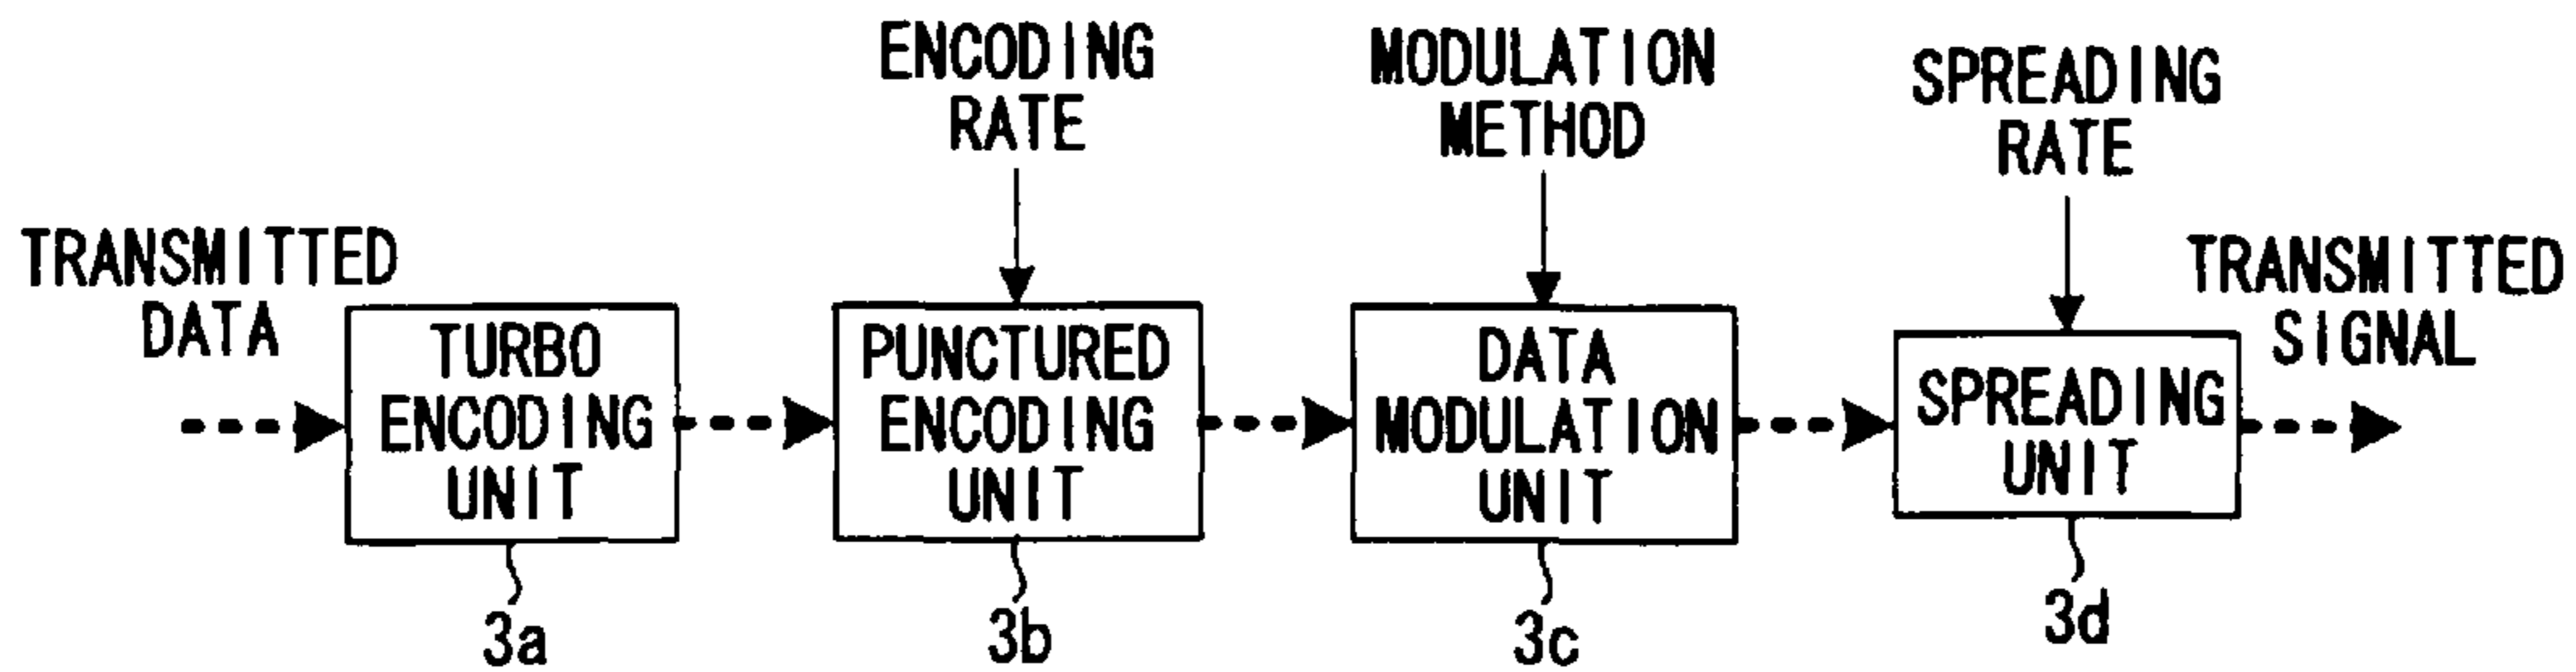 ENCODING
RATE
MODULATION
METHOD
SPREADING
RATE
TRANSMITTED
DATA
TURBO
ENCODING
UNIT
PUNCTURED
ENCODING
UNIT
DATA
MODULATION
UNIT
SPREADING
UNIT
TRANSMITTED
SIGNAL
3a
3b
3c
3d